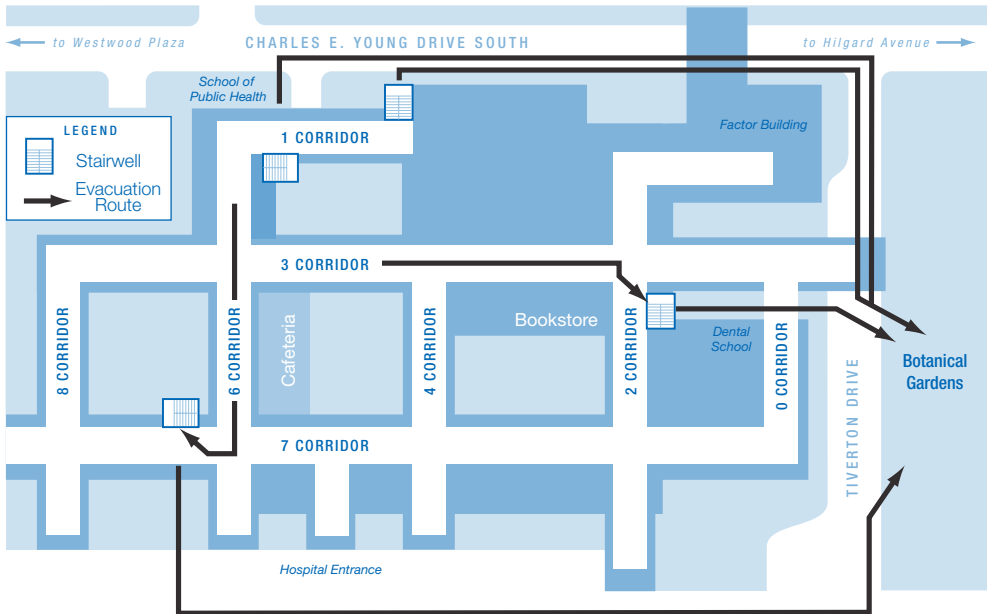 to Westwood Plaza
CHARLES E. YOUNG DRIVE SOUTH
to Hilgard Avenue
School of
Public Health
LEGEND
Stairwell
Evacuation
Route
1 CORRIDOR
Factor Building
3 CORRIDOR
8 CORRIDOR
6 CORRIDOR
Cafeteria
4 CORRIDOR
Bookstore
2 CORRIDOR
Dental
School
0 CORRIDOR
TIVERTON DRIVE
Botanical
Gardens
7 CORRIDOR
Hospital Entrance